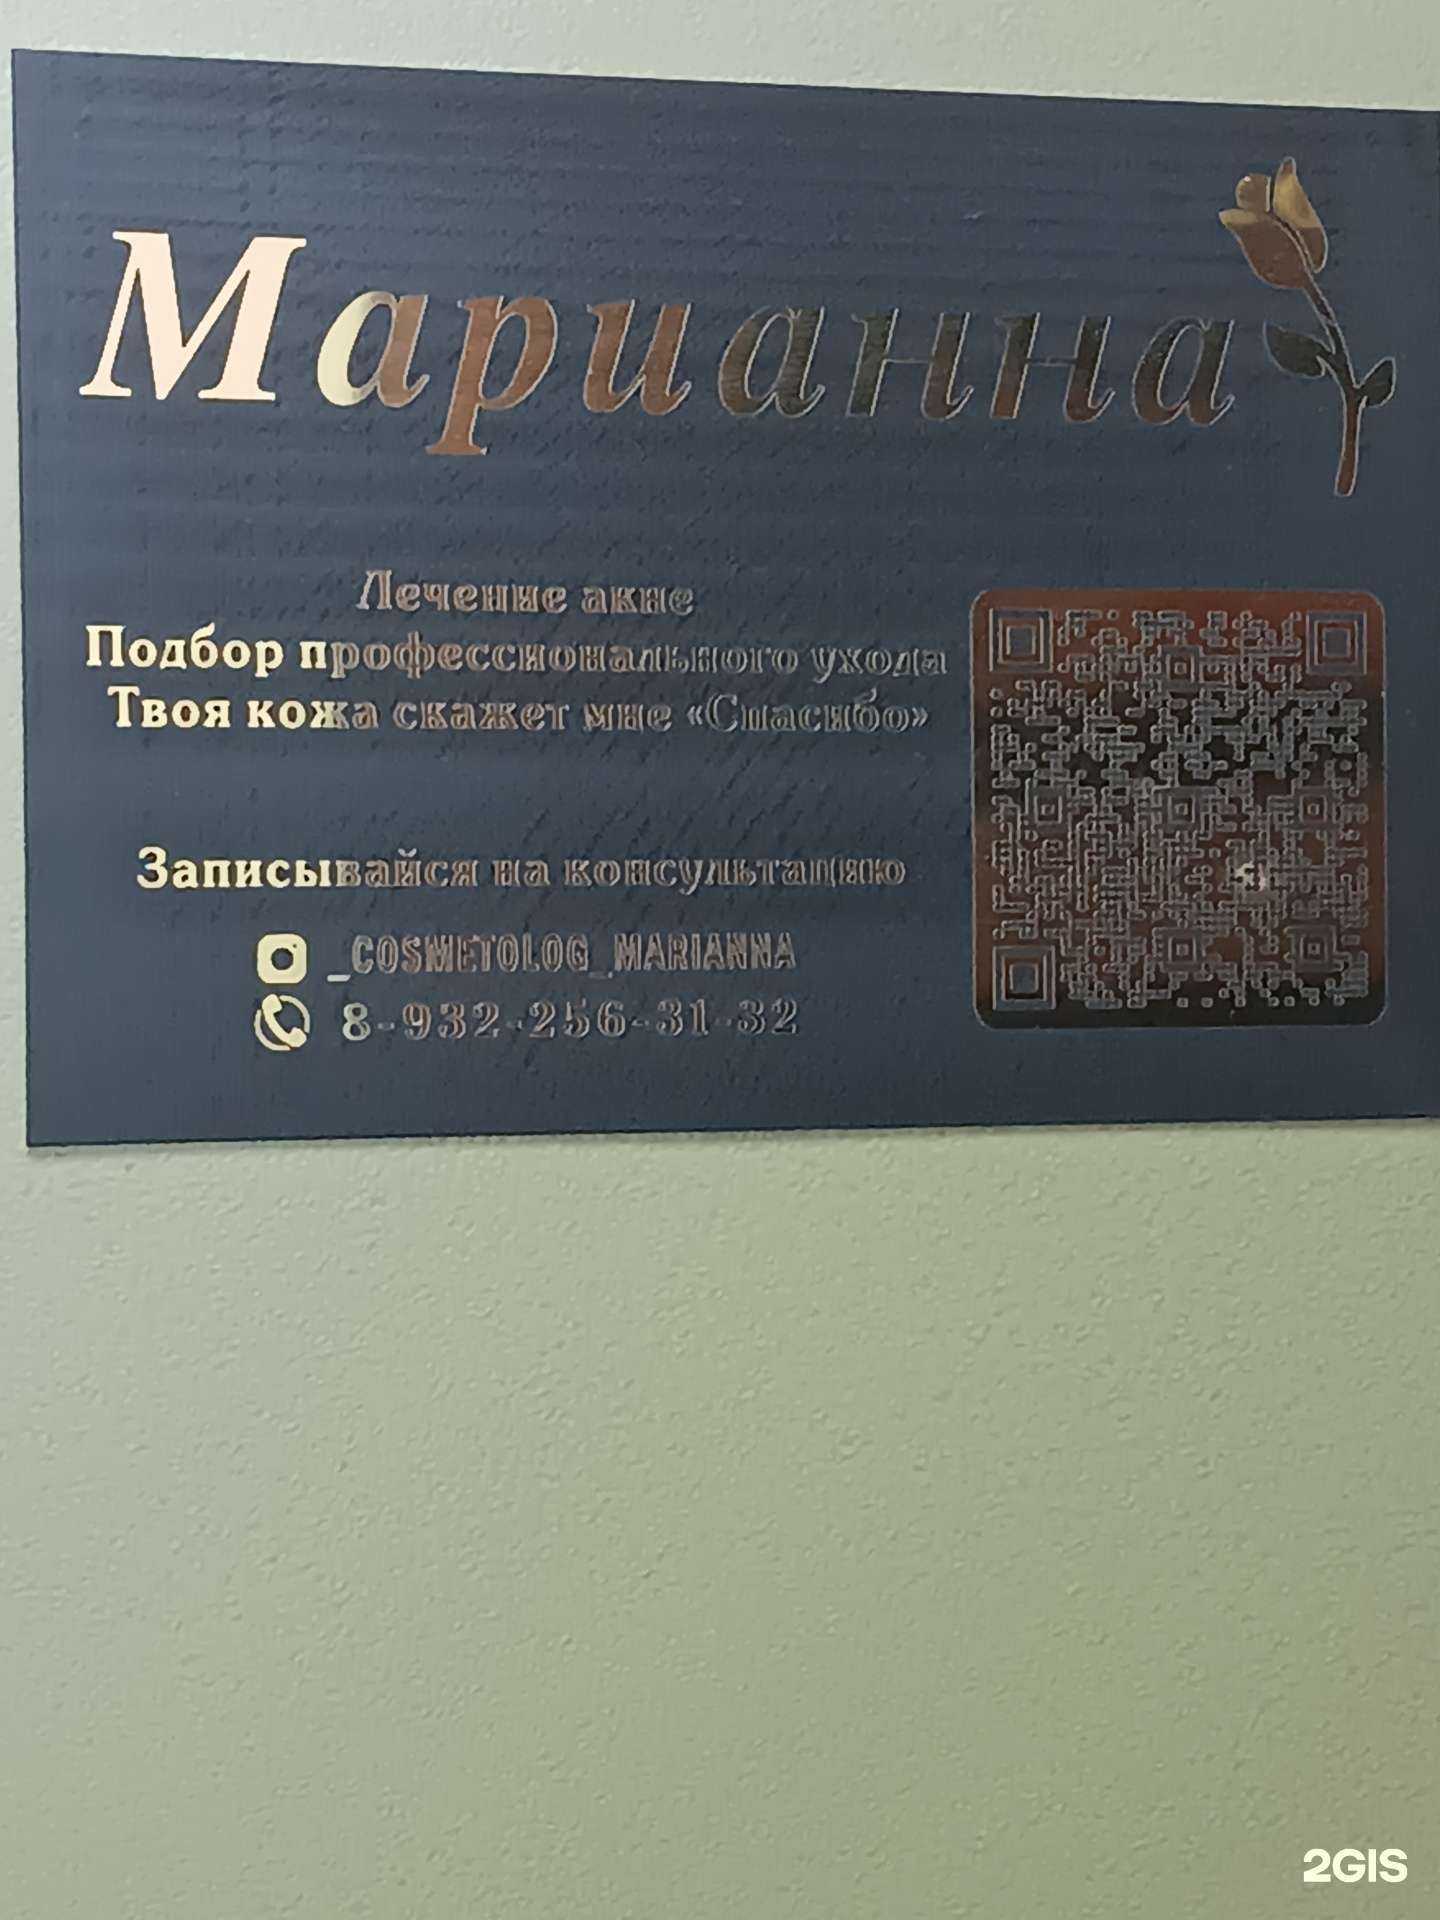 Марианна
Лечение акне
Подбор профессионального ухода
Твоя кожа скажет мне «Спасибо»
Записывайся на консультацию
_COSMETOLOG_MARIANNA
8-932-256-31-32
2GIS